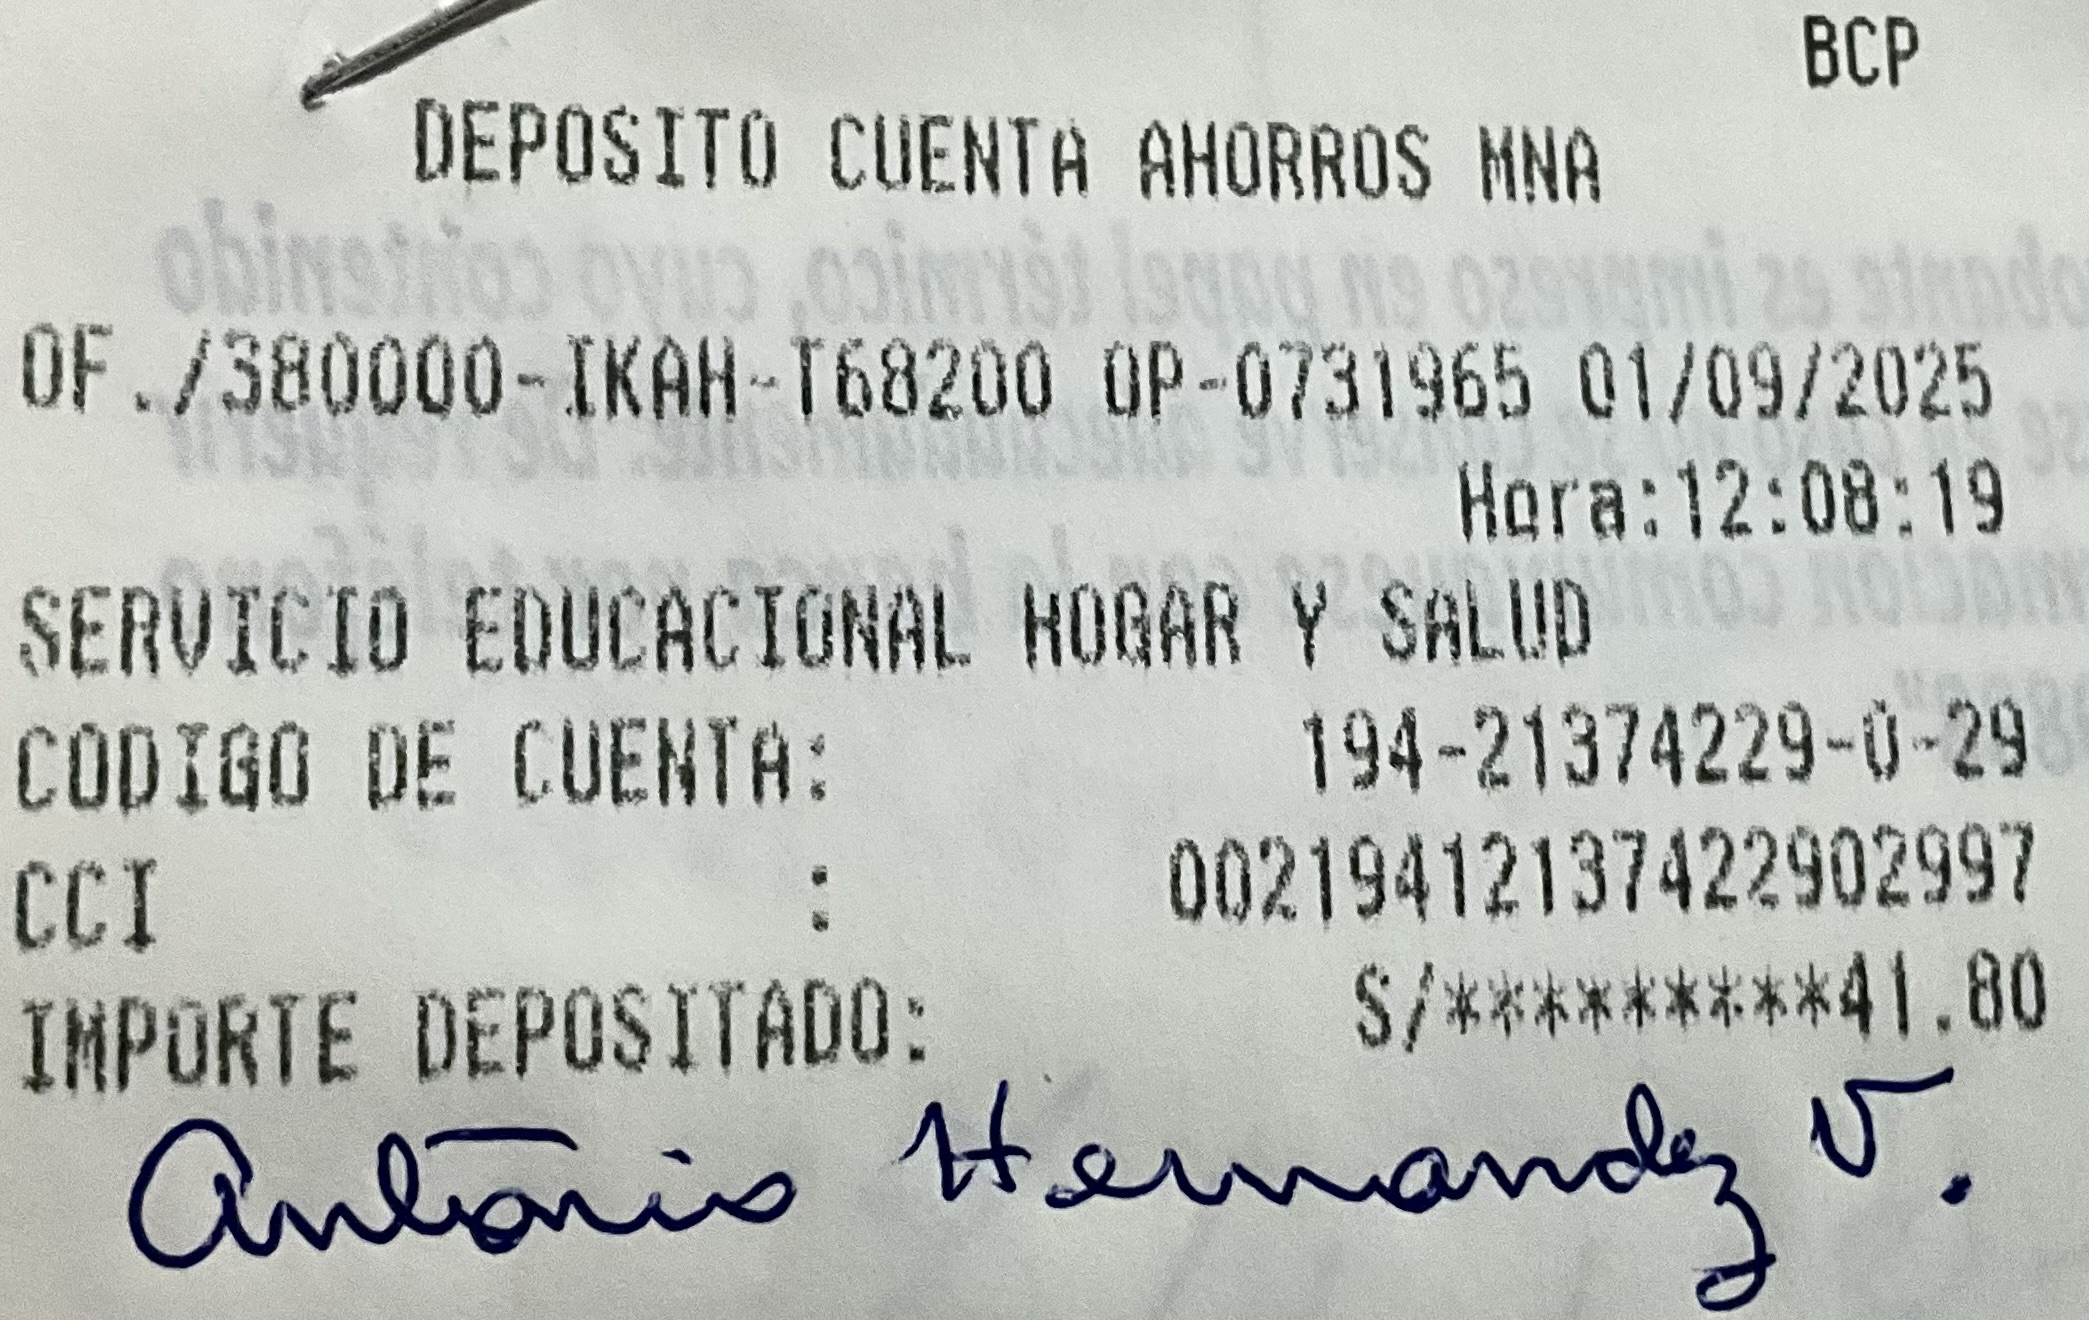 BCP
DEPOSITO CUENTA AHORROS MNA
OF./380000-IKAH-T68200 OP-0731965 01/09/2025
Hora:12:08:19
SERVICIO EDUCACIONAL HOGAR Y SALUD
CODIGO DE CUENTA: 194-21374229-0-29
CCI : 00219412137422902997
IMPORTE DEPOSITADO: S/*********41.80
Antonio Hernandez V.